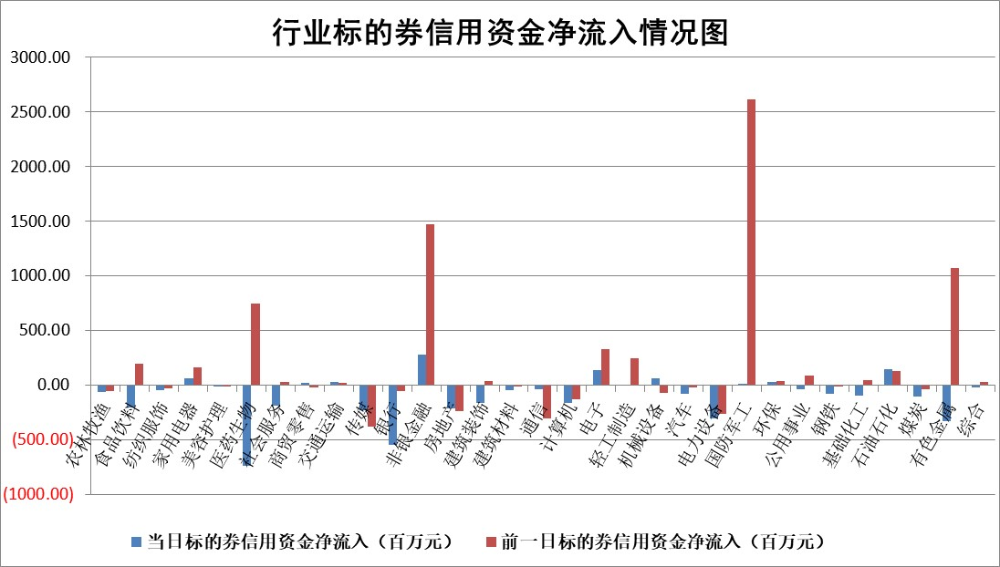 行业标的券信用资金净流入情况图
3000.00
2500.00
2000.00
1500.00
1000.00
500.00
0.00
(500.00)
(1000.00)
农林牧渔
食品饮料
纺织服饰
家用电器
美容护理
医药生物
社会服务
商贸零售
交通运输
传媒
银行
非银金融
房地产
建筑装饰
建筑材料
通信
计算机
电子
轻工制造
机械设备
汽车
电力设备
国防军工
环保
公用事业
钢铁
基础化工
石油石化
煤炭
有色金属
综合
当日标的券信用资金净流入（百万元）
前一日标的券信用资金净流入（百万元）